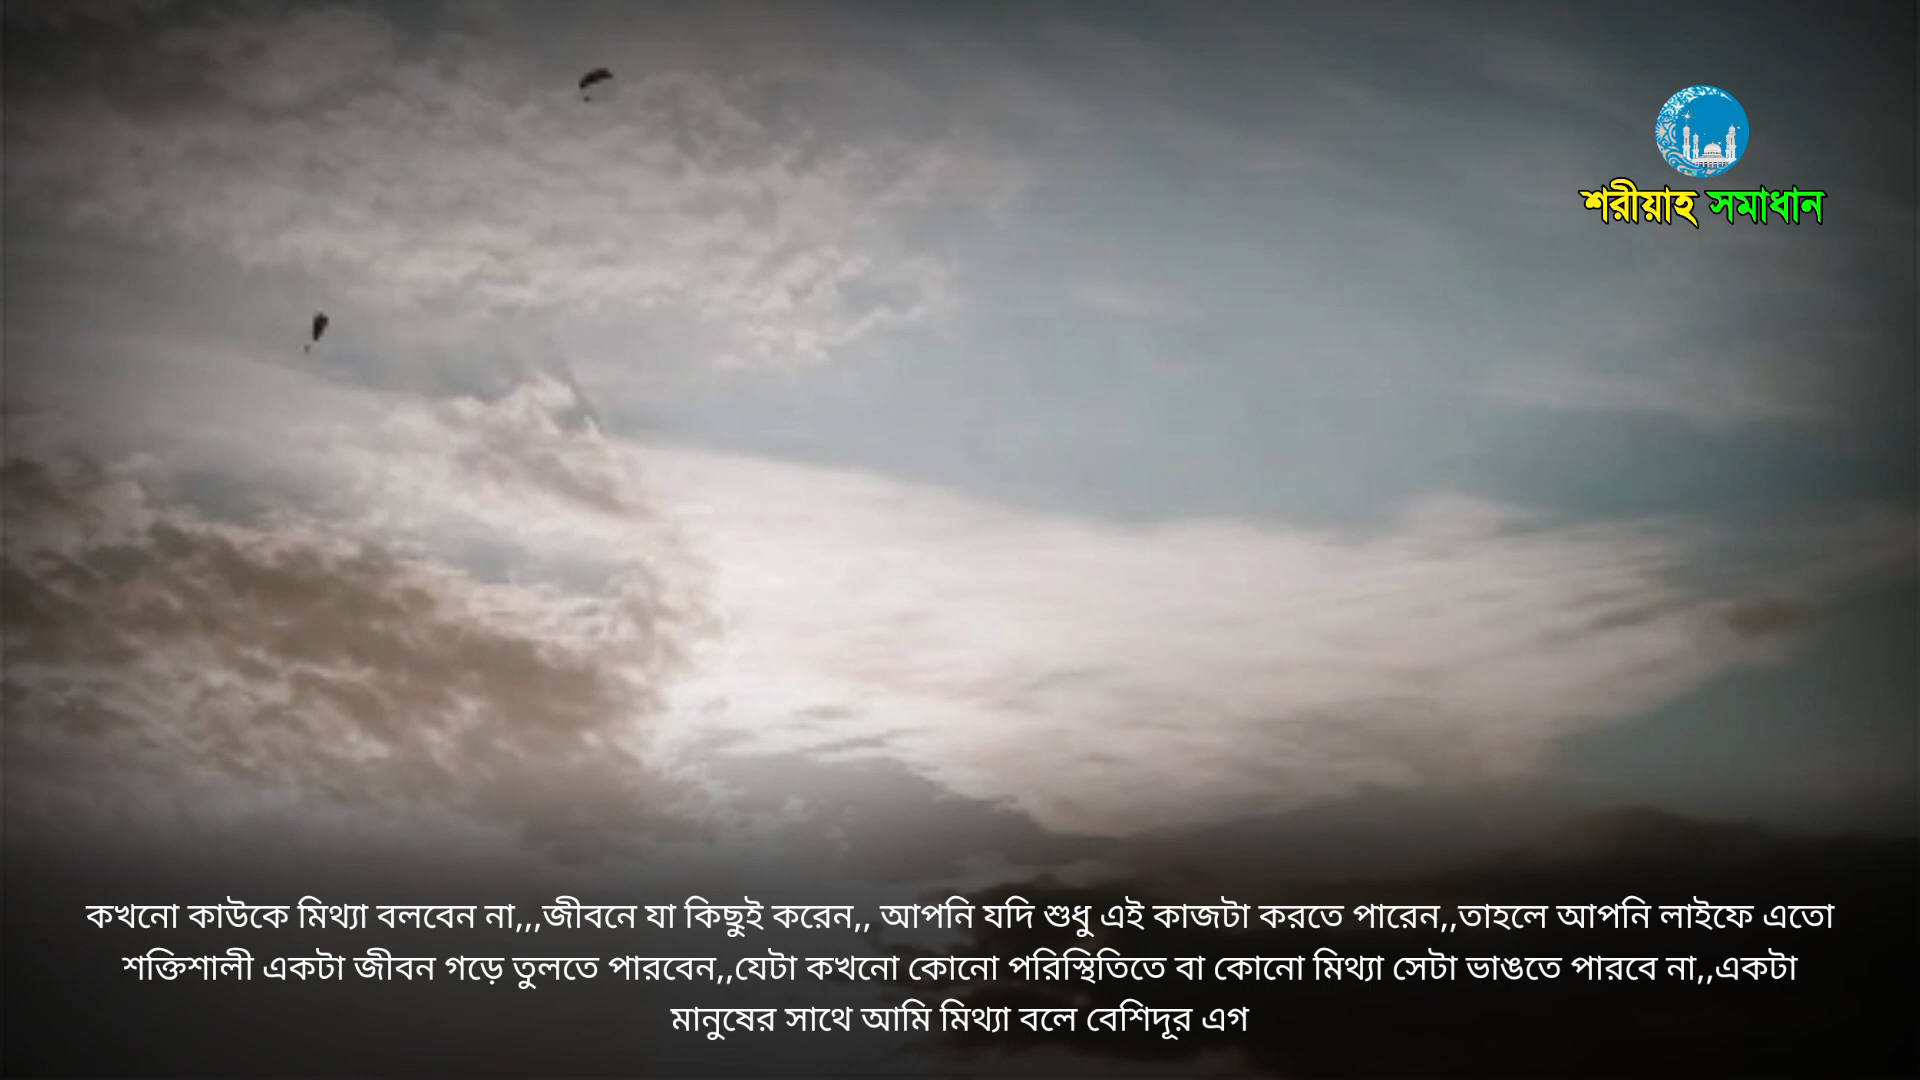 শরীয়াহ সমাধান
কখনো কাউকে মিথ্যা বলবেন না,,,জীবনে যা কিছুই করেন,, আপনি যদি শুধু এই কাজটা করতে পারেন,,তাহলে আপনি লাইফে এতো
শক্তিশালী একটা জীবন গড়ে তুলতে পারবেন,,যেটা কখনো কোনো পরিস্থিতিতে বা কোনো মিথ্যা সেটা ভাঙতে পারবে না,,একটা
মানুষের সাথে আমি মিথ্যা বলে বেশিদূর এগ